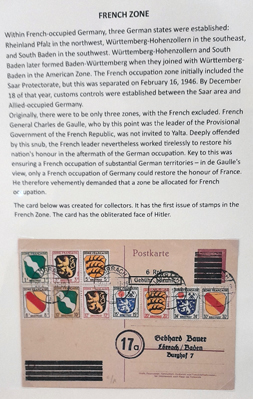 FRENCH ZONE
Within French-occupied Germany, three German states were established:
Rheinland Pfalz in the northwest, Württemberg-Hohenzollern in the southeast,
and South Baden in the southwest. Württemberg-Hohenzollern and South
Baden later formed Baden-Württemberg when they joined with Württemberg-
Baden in the American Zone. The French occupation zone initially included the
Saar Protectorate, but this was separated on February 16, 1946. By December
18 of that year, customs controls were established between the Saar area and
Allied-occupied Germany.
Originally, there were to be only three zones, with the French excluded. French
General Charles de Gaulle, who by this point was the leader of the Provisional
Government of the French Republic, was not invited to Yalta. Deeply offended
by this snub, the French leader nevertheless worked tirelessly to restore his
nation's honour in the aftermath of the German occupation. Key to this was
ensuring a French occupation of substantial German territories – in de Gaulle's
view, only a French occupation of Germany could restore the honour of France.
He therefore vehemently demanded that a zone be allocated for French
occupation.
The card below was created for collectors. It has the first issue of stamps in the
French Zone. The card has the obliterated face of Hitler.
Postkarte
6 Rpf
17a
Gebhard Bauer
Lörrach/Baden
Burghof 7